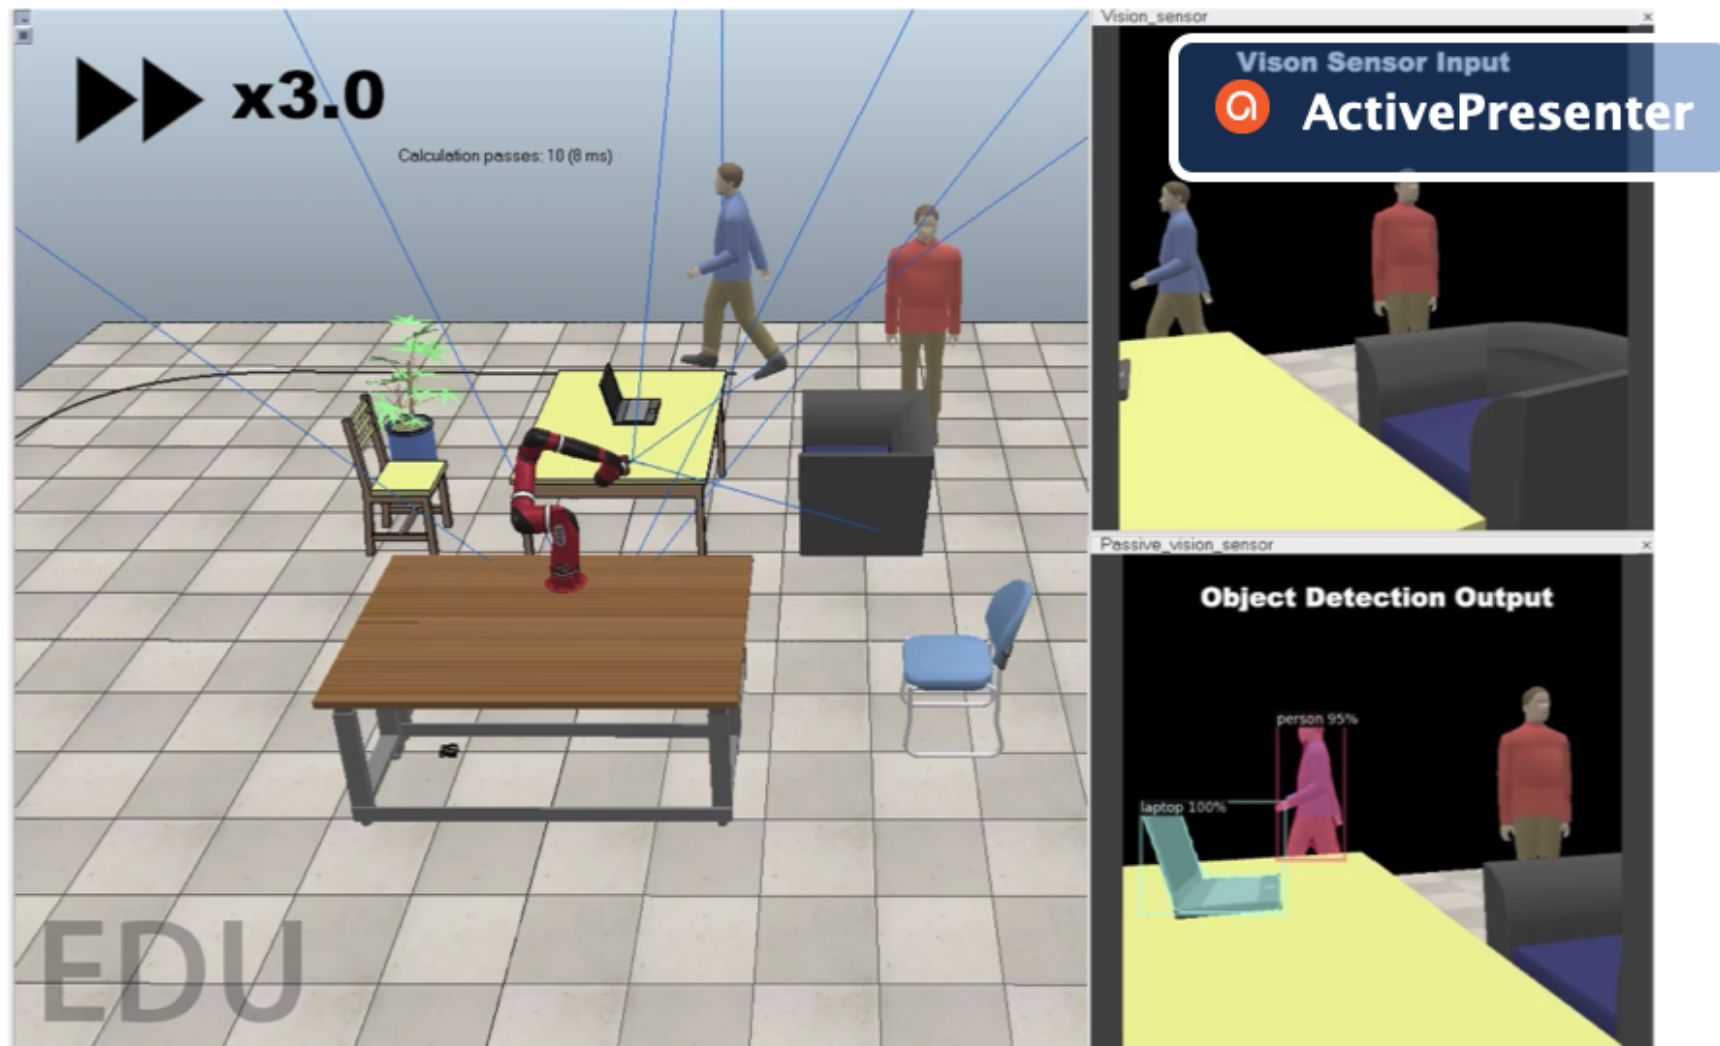 x3.0
Calculation passes: 10 (8 ms)
EDU
Vision_sensor
Vison Sensor Input
ActivePresenter
Passive_vision_sensor
Object Detection Output
person 95%
laptop 100%